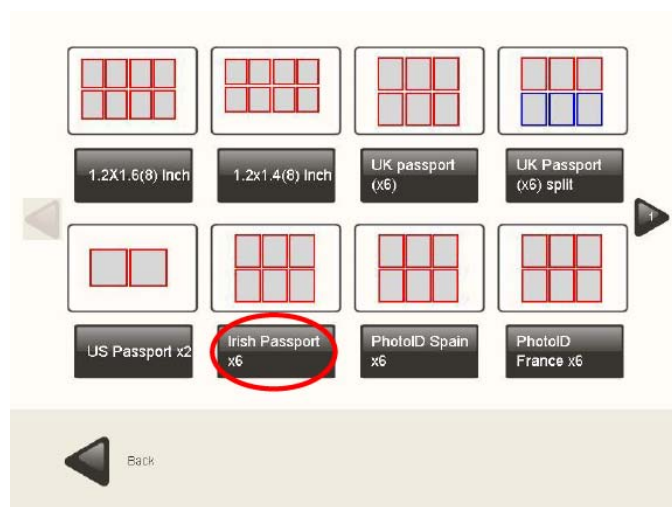 1.2X1.6(8) Inch
1.2x1.4(8) Inch
UK passport
(x6)
UK Passport
(x6) split
1
US Passport x2
Irish Passport
x6
PhotoID Spain
x6
PhotoID
France x6
Back